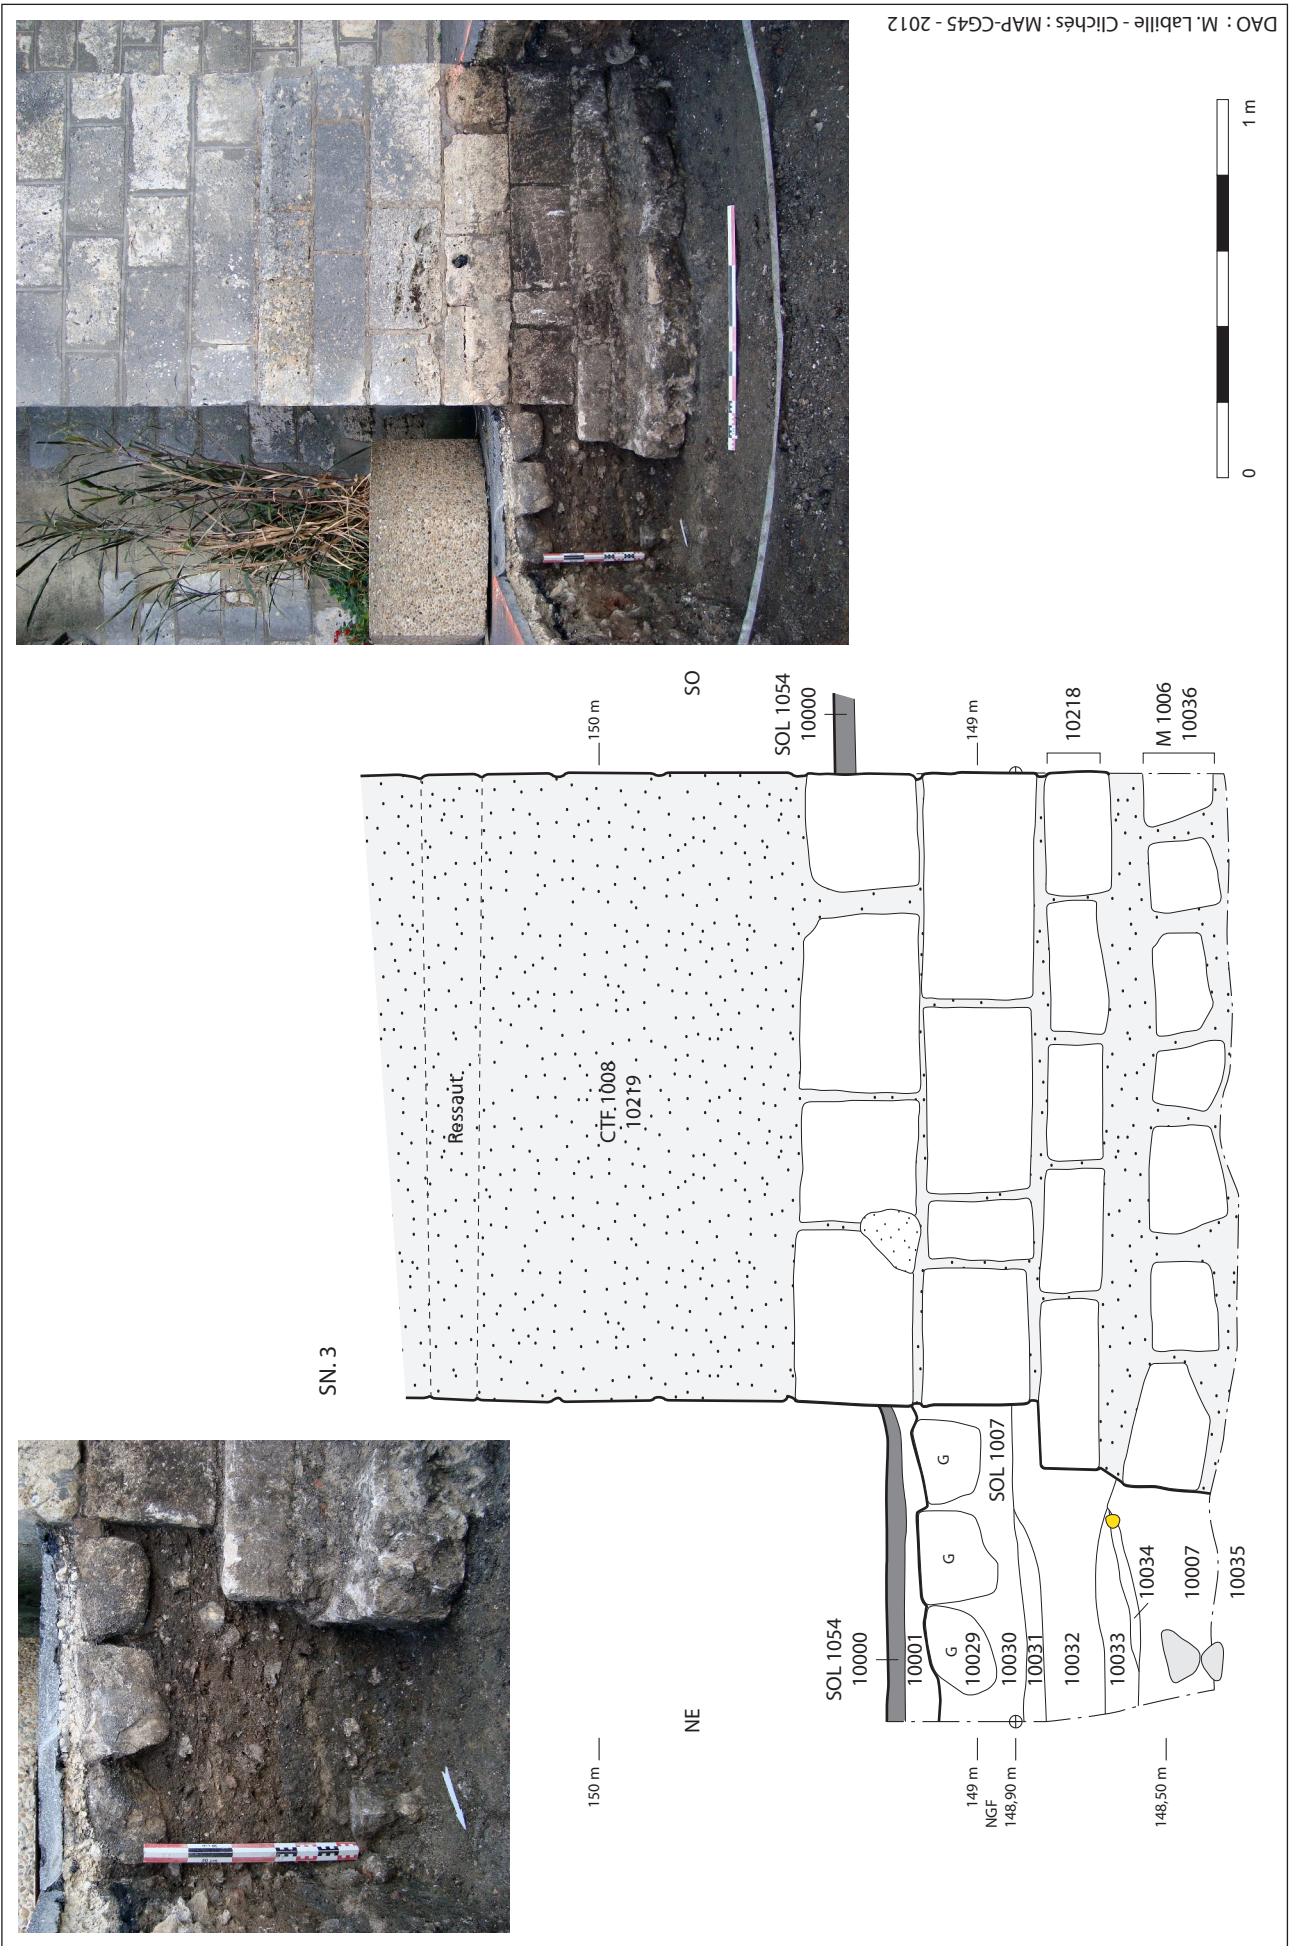 SN. 3
NE
SO
150 m
150 m
Ressaut
CTF. 1008
10219
SOL 1054
10000
SOL 1054
10000
10001
149 m
NGF
148,90 m
149 m
148,50 m
G
G
G
SOL 1007
10029
10030
10031
10032
10033
10034
10007
10035
10218
M 1006
10036
0
1 m
DAO : M. Labille - Clichés : MAP-CG45 - 2012